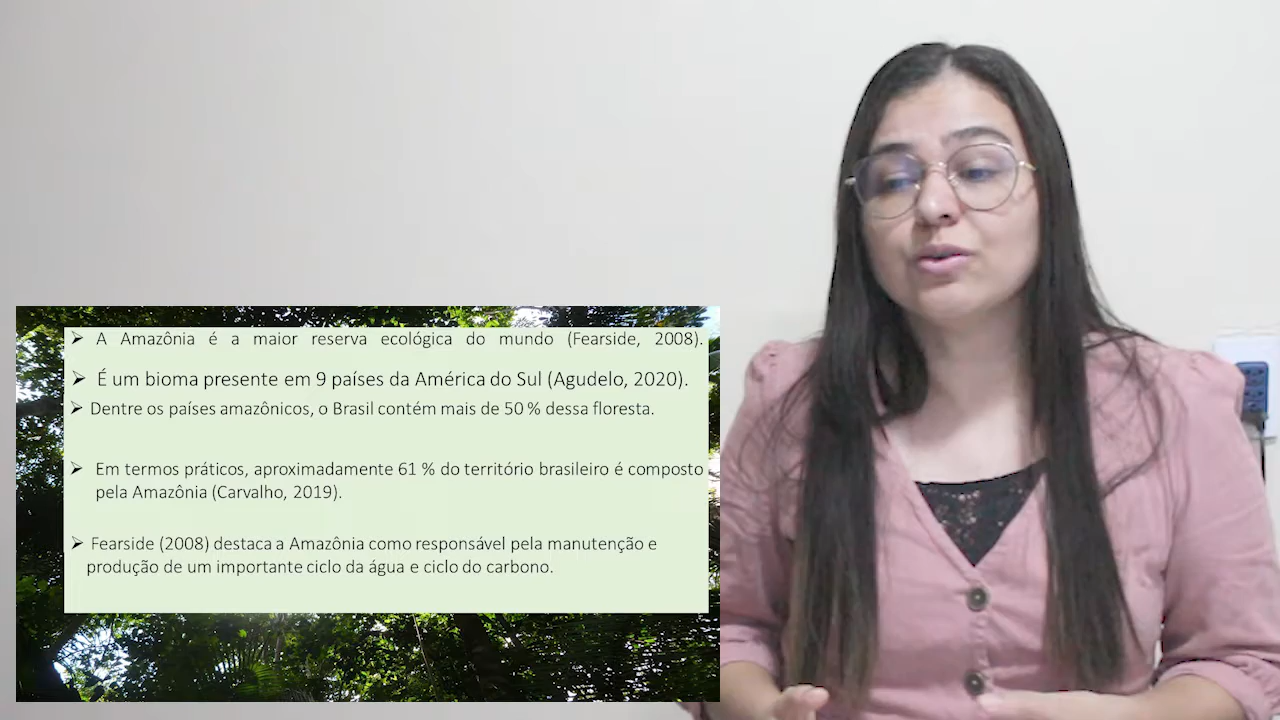 ➢ A Amazônia é a maior reserva ecológica do mundo (Fearside, 2008).
➢ É um bioma presente em 9 países da América do Sul (Agudelo, 2020).
➢ Dentre os países amazônicos, o Brasil contém mais de 50 % dessa floresta.
➢ Em termos práticos, aproximadamente 61 % do território brasileiro é composto
pela Amazônia (Carvalho, 2019).
➢ Fearside (2008) destaca a Amazônia como responsável pela manutenção e
produção de um importante ciclo da água e ciclo do carbono.